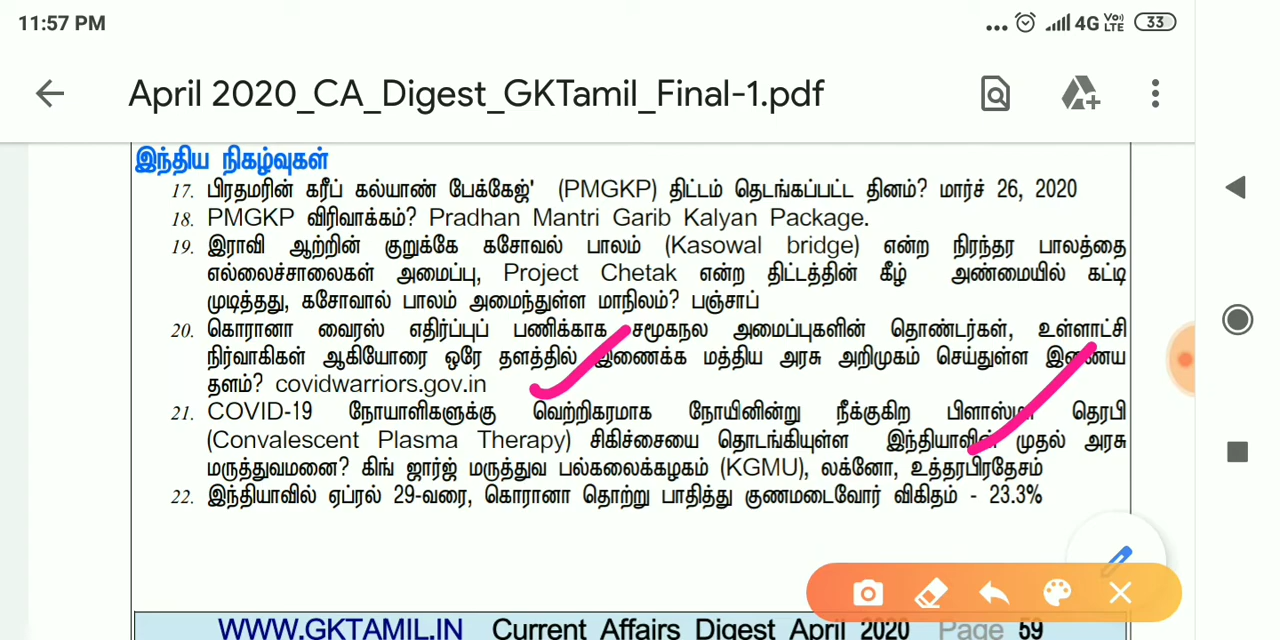 11:57 PM
4G VoD LTE 33
April 2020_CA_Digest_GKTamil_Final-1.pdf
இந்திய நிகழ்வுகள்
17. பிரதமரின் கரீப் கல்யாண் பேக்கேஜ்' (PMGKP) திட்டம் தெடங்கப்பட்ட தினம்? மார்ச் 26, 2020
18. PMGKP விரிவாக்கம்? Pradhan Mantri Garib Kalyan Package.
19. இராவி ஆற்றின் குறுக்கே கசோவல் பாலம் (Kasowal bridge) என்ற நிரந்தர பாலத்தை
எல்லைச்சாலைகள் அமைப்பு, Project Chetak என்ற திட்டத்தின் கீழ் அண்மையில் கட்டி
முடித்தது, கசோவால் பாலம் அமைந்துள்ள மாநிலம்? பஞ்சாப்
20. கொரானா வைரஸ் எதிர்ப்புப் பணிக்காக சமூகநல அமைப்புகளின் தொண்டர்கள், உள்ளாட்சி
நிர்வாகிகள் ஆகியோரை ஒரே தளத்தில் இணைக்க மத்திய அரசு அறிமுகம் செய்துள்ள இணைய
தளம்? covidwarriors.gov.in
21. COVID-19 நோயாளிகளுக்கு வெற்றிகரமாக நோயினின்று நீக்குகிற பிளாஸ்மா தெரபி
(Convalescent Plasma Therapy) சிகிச்சையை தொடங்கியுள்ள இந்தியாவின் முதல் அரசு
மருத்துவமனை? கிங் ஜார்ஜ் மருத்துவ பல்கலைக்கழகம் (KGMU), லக்னோ, உத்தரபிரதேசம்
22. இந்தியாவில் ஏப்ரல் 29-வரை, கொரானா தொற்று பாதித்து குணமடைவோர் விகிதம் - 23.3%
WWW.GKTAMIL.IN Current Affairs Digest April 2020 Page 59